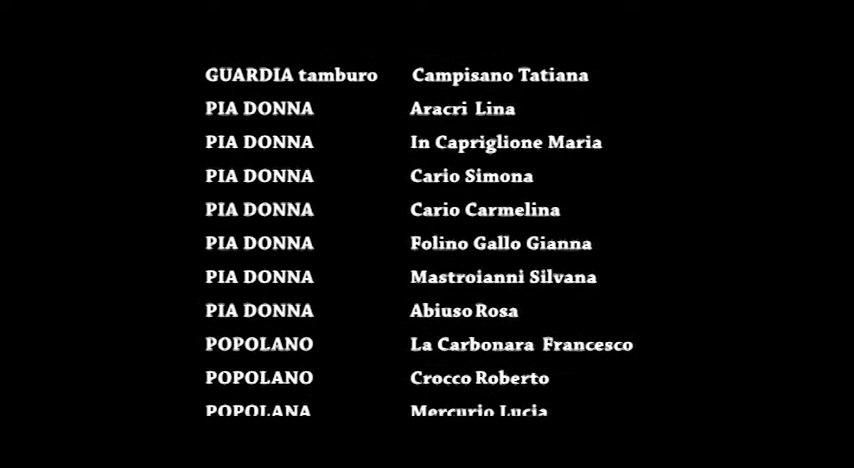 GUARDIA tamburo Campisano Tatiana
PIA DONNA Aracri Lina
PIA DONNA In Capriglione Maria
PIA DONNA Cario Simona
PIA DONNA Cario Carmelina
PIA DONNA Folino Gallo Gianna
PIA DONNA Mastroianni Silvana
PIA DONNA Abiuso Rosa
POPOLANO La Carbonara Francesco
POPOLANO Crocco Roberto
POPOLANA Mercurio Lucia